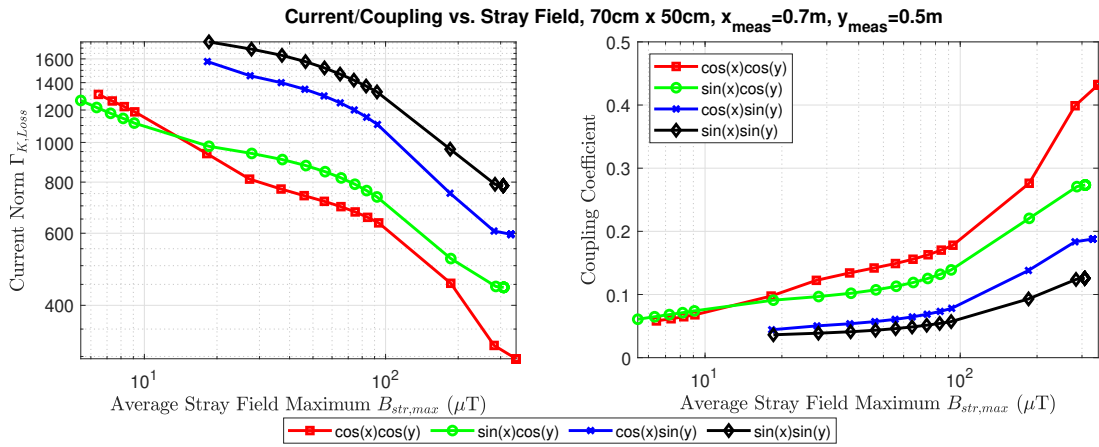 Current/Coupling vs. Stray Field, 70cm x 50cm, x_meas=0.7m, y_meas=0.5m
Current Norm Γ_K,Loss
1600
1400
1200
1000
800
600
400
10^1
10^2
Average Stray Field Maximum B_str,max (μT)
Coupling Coefficient
0.5
0.4
0.3
0.2
0.1
0
cos(x)cos(y)
sin(x)cos(y)
cos(x)sin(y)
sin(x)sin(y)
10^1
10^2
Average Stray Field Maximum B_str,max (μT)
cos(x)cos(y) sin(x)cos(y) cos(x)sin(y) sin(x)sin(y)